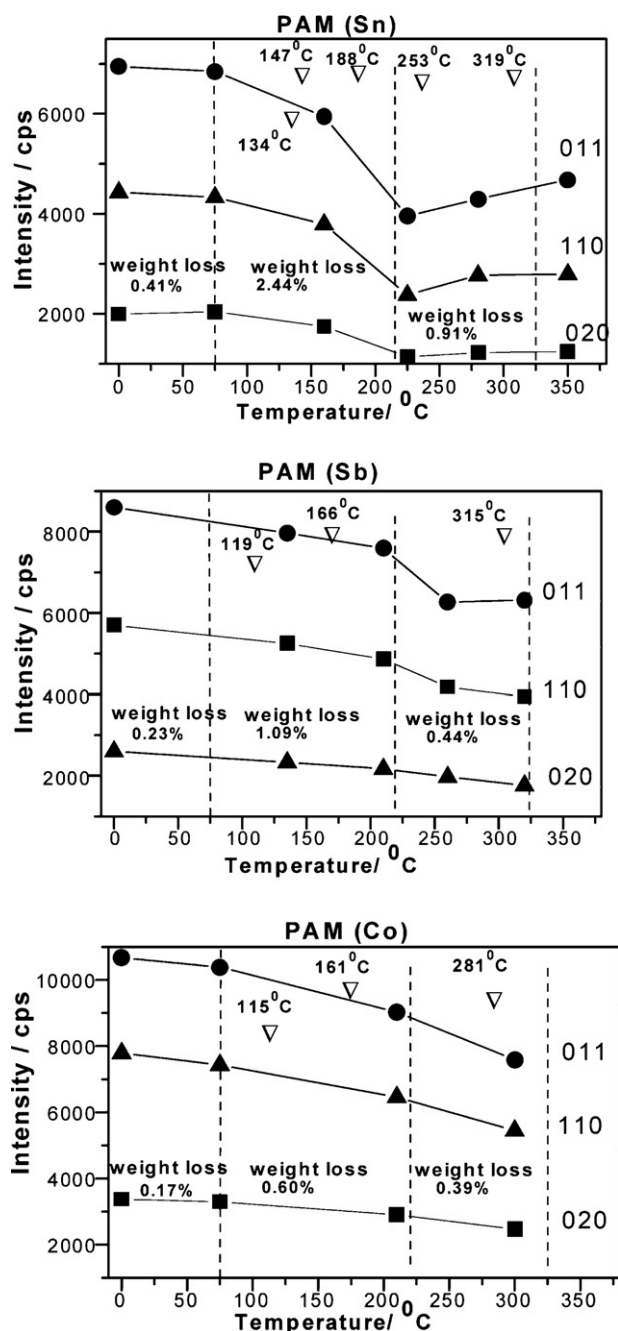 PAM (Sn)
147⁰C 188⁰C 253⁰C 319⁰C
134⁰C
011
110
020
weight loss 0.41%
weight loss 2.44%
weight loss 0.91%
Intensity / cps
6000
4000
2000
0 50 100 150 200 250 300 350
Temperature/ ⁰C
PAM (Sb)
166⁰C 315⁰C
119⁰C
011
110
020
weight loss 0.23%
weight loss 1.09%
weight loss 0.44%
Intensity / cps
8000
6000
4000
2000
0 50 100 150 200 250 300 350
Temperature/ ⁰C
PAM (Co)
161⁰C 281⁰C
115⁰C
011
110
020
weight loss 0.17%
weight loss 0.60%
weight loss 0.39%
Intensity / cps
10000
8000
6000
4000
2000
0 50 100 150 200 250 300 350
Temperature/ ⁰C